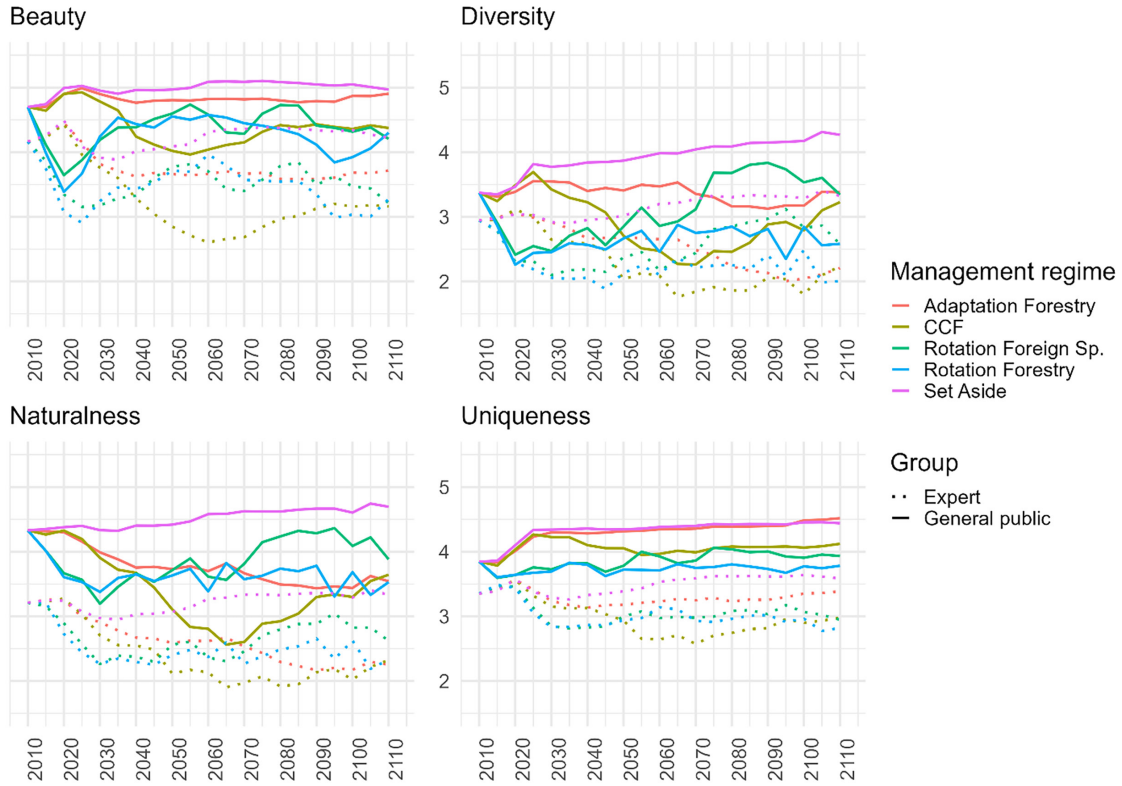 Beauty
Diversity
5
4
3
2
2010 2020 2030 2040 2050 2060 2070 2080 2090 2100 2110
2010 2020 2030 2040 2050 2060 2070 2080 2090 2100 2110
Naturalness
Uniqueness
5
4
3
2
2010 2020 2030 2040 2050 2060 2070 2080 2090 2100 2110
2010 2020 2030 2040 2050 2060 2070 2080 2090 2100 2110
Management regime
Adaptation Forestry
CCF
Rotation Foreign Sp.
Rotation Forestry
Set Aside
Group
Expert
General public